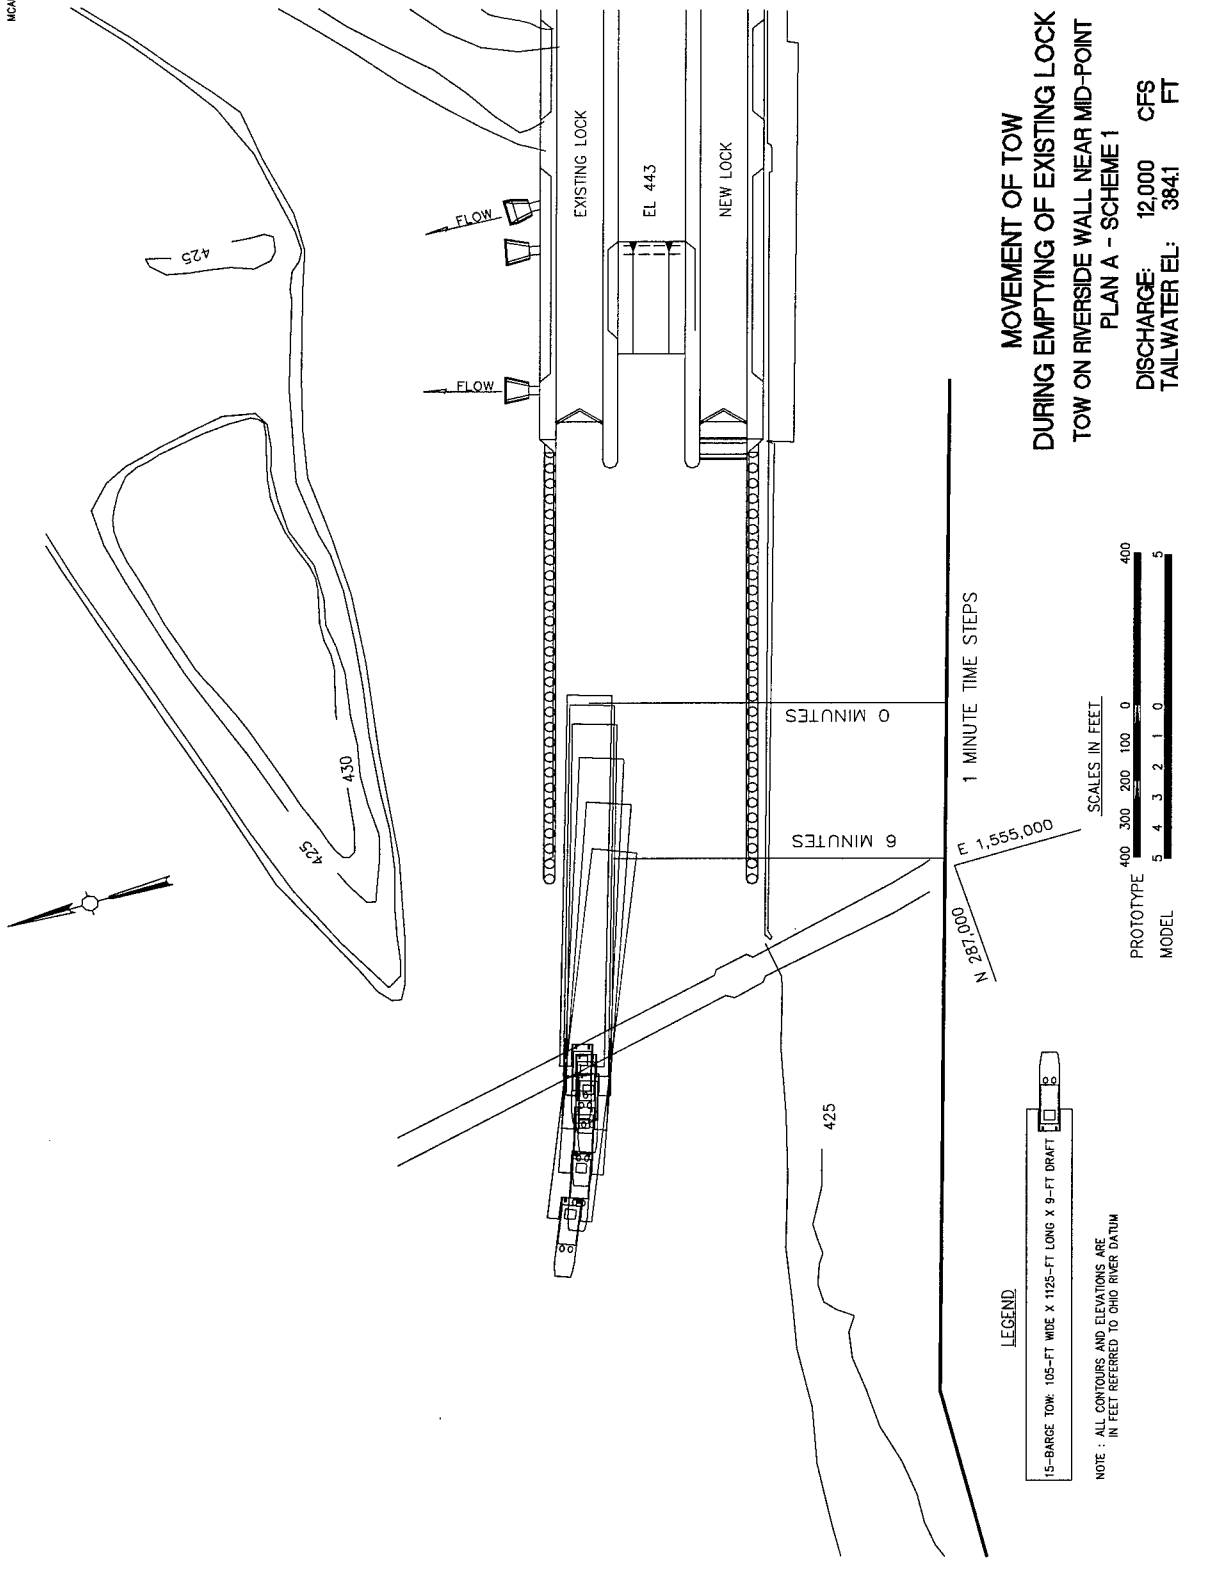 MCA
425
FLOW
FLOW
EXISTING LOCK
EL 443
NEW LOCK
430
425
0 MINUTES
6 MINUTES
1 MINUTE TIME STEPS
E 1,555,000
N 287,000
425
MOVEMENT OF TOW
DURING EMPTYING OF EXISTING LOCK
TOW ON RIVERSIDE WALL NEAR MID-POINT
PLAN A - SCHEME 1
DISCHARGE: 12,000 CFS
TAILWATER EL: 384.1 FT
SCALES IN FEET
PROTOTYPE 400 300 200 100 0 400
MODEL 5 4 3 2 1 0 5
LEGEND
15-BARGE TOW: 105-FT WIDE X 1125-FT LONG X 9-FT DRAFT
NOTE : ALL CONTOURS AND ELEVATIONS ARE
IN FEET REFERRED TO OHIO RIVER DATUM